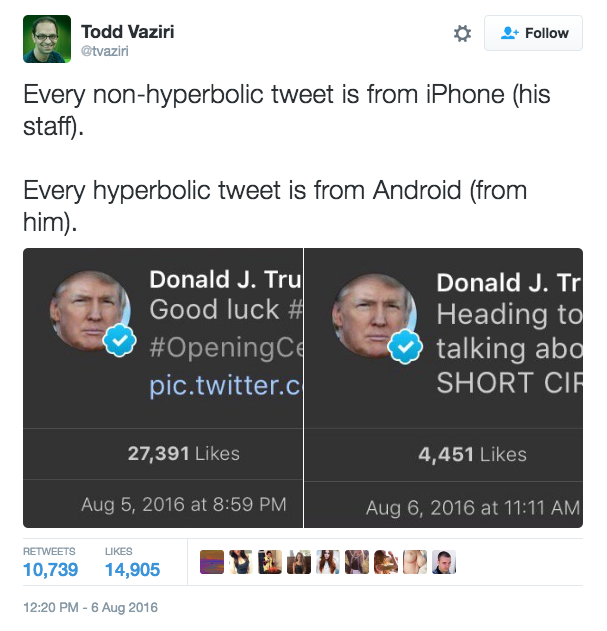 Todd Vaziri
@tvaziri
Follow
Every non-hyperbolic tweet is from iPhone (his
staff).
Every hyperbolic tweet is from Android (from
him).
Donald J. Tru
Good luck #
#OpeningCe
pic.twitter.c
27,391 Likes
Aug 5, 2016 at 8:59 PM
Donald J. Tr
Heading to
talking abo
SHORT CIR
4,451 Likes
Aug 6, 2016 at 11:11 AM
RETWEETS
10,739
LIKES
14,905
12:20 PM - 6 Aug 2016